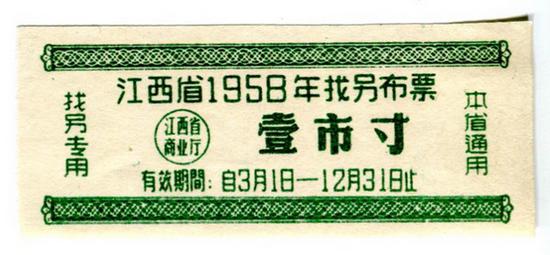 江西省1958年找另布票
找另专用
江西省
商业厅
壹市寸
本省通用
有效期間：自3月1日—12月31日止